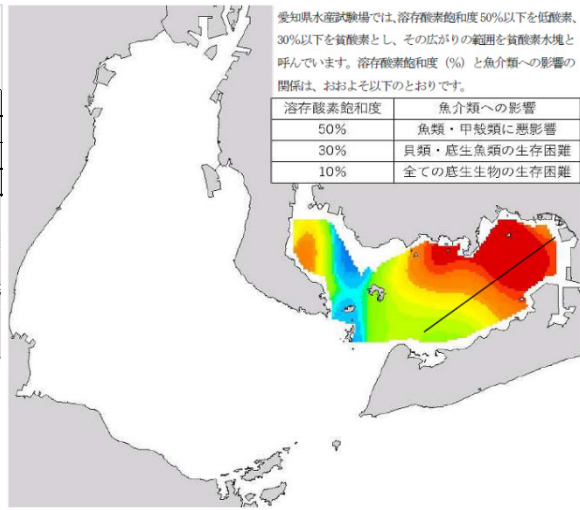 愛知県水産試験場では、溶存酸素飽和度 50%以下を低酸素、
30%以下を貧酸素とし、その広がりの範囲を貧酸素水塊と
呼んでいます。溶存酸素飽和度（%）と魚介類への影響の
関係は、おおよそ以下のとおりです。
溶存酸素飽和度 魚介類への影響
50% 魚類・甲殻類に悪影響
30% 貝類・底生魚類の生存困難
10% 全ての底生生物の生存困難